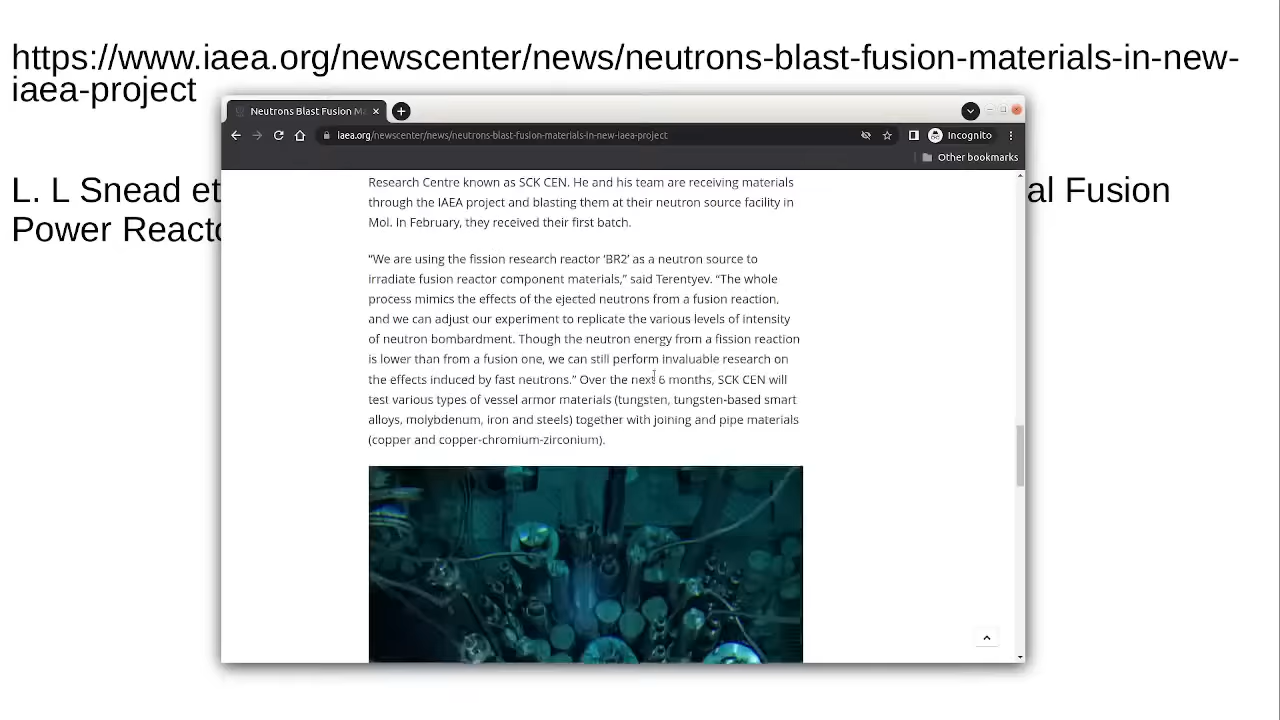 https://www.iaea.org/newscenter/news/neutrons-blast-fusion-materials-in-new-
iaea-project
Neutrons Blast Fusion M
iaea.org/newscenter/news/neutrons-blast-fusion-materials-in-new-iaea-project
Incognito
Other bookmarks
L. L Snead et
al Fusion
Power Reacto
Research Centre known as SCK CEN. He and his team are receiving materials
through the IAEA project and blasting them at their neutron source facility in
Mol. In February, they received their first batch.
“We are using the fission research reactor ‘BR2’ as a neutron source to
irradiate fusion reactor component materials,” said Terentyev. “The whole
process mimics the effects of the ejected neutrons from a fusion reaction,
and we can adjust our experiment to replicate the various levels of intensity
of neutron bombardment. Though the neutron energy from a fission reaction
is lower than from a fusion one, we can still perform invaluable research on
the effects induced by fast neutrons.” Over the next 6 months, SCK CEN will
test various types of vessel armor materials (tungsten, tungsten-based smart
alloys, molybdenum, iron and steels) together with joining and pipe materials
(copper and copper-chromium-zirconium).